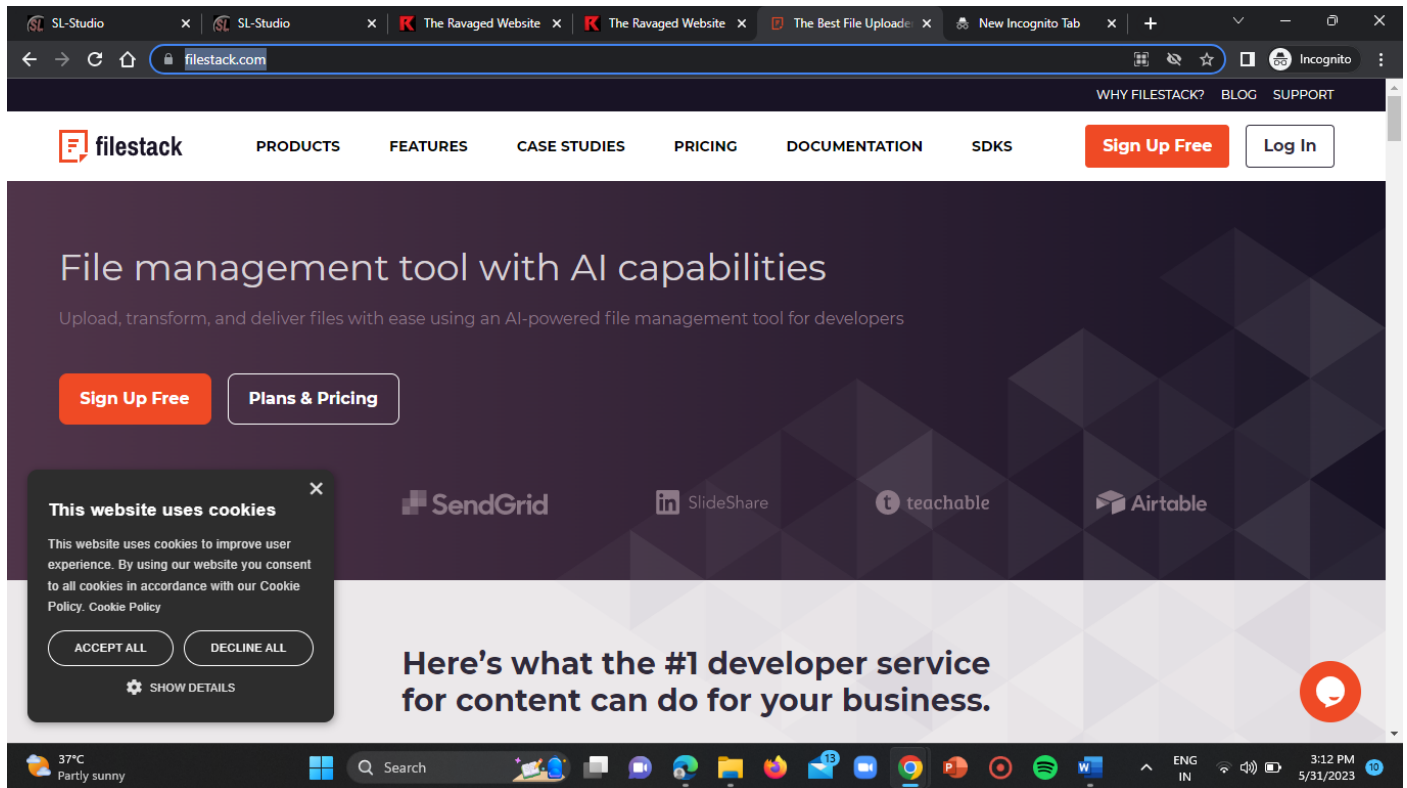 SL-Studio
SL-Studio
The Ravaged Website
The Ravaged Website
The Best File Uploade
New Incognito Tab
filestack.com
Incognito
WHY FILESTACK? BLOG SUPPORT
filestack
PRODUCTS FEATURES CASE STUDIES PRICING DOCUMENTATION SDKS
Sign Up Free
Log In
File management tool with AI capabilities
Upload, transform, and deliver files with ease using an AI-powered file management tool for developers
Sign Up Free
Plans & Pricing
SendGrid
in SlideShare
t teachable
Airtable
This website uses cookies
This website uses cookies to improve user
experience. By using our website you consent
to all cookies in accordance with our Cookie
Policy. Cookie Policy
ACCEPT ALL
DECLINE ALL
SHOW DETAILS
Here's what the #1 developer service
for content can do for your business.
37°C
Partly sunny
Search
13
P
W
ENG
IN
3:12 PM
5/31/2023
10